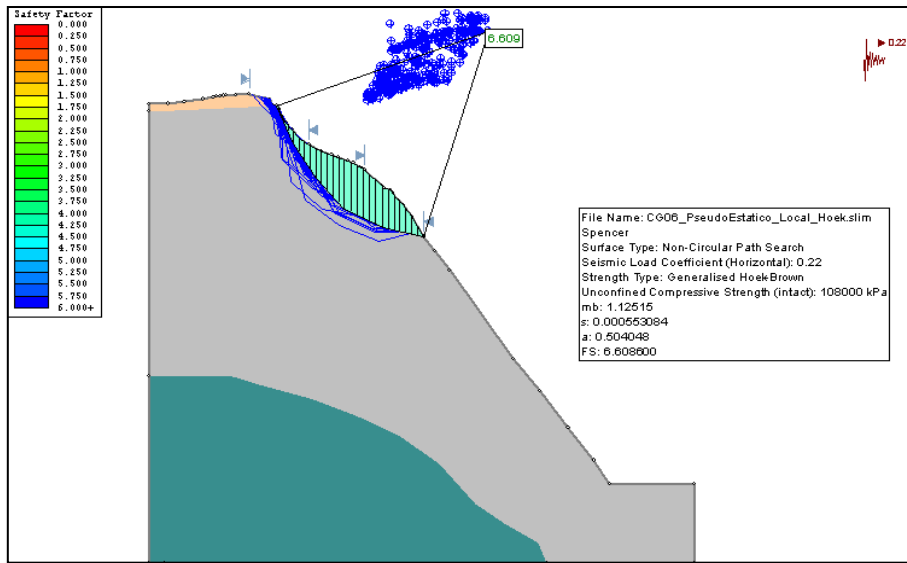 Safety Factor
0.000
0.250
0.500
0.750
1.000
1.250
1.500
1.750
2.000
2.250
2.500
2.750
3.000
3.250
3.500
3.750
4.000
4.250
4.500
4.750
5.000
5.250
5.500
5.750
6.000+
6.609
0.22
File Name: CG06_PseudoEstatico_Local_Hoek.slim
Spencer
Surface Type: Non-Circular Path Search
Seismic Load Coefficient (Horizontal): 0.22
Strength Type: Generalised Hoek-Brown
Unconfined Compressive Strength (intact): 108000 kPa
mb: 1.12515
s: 0.000553084
a: 0.504048
FS: 6.608600